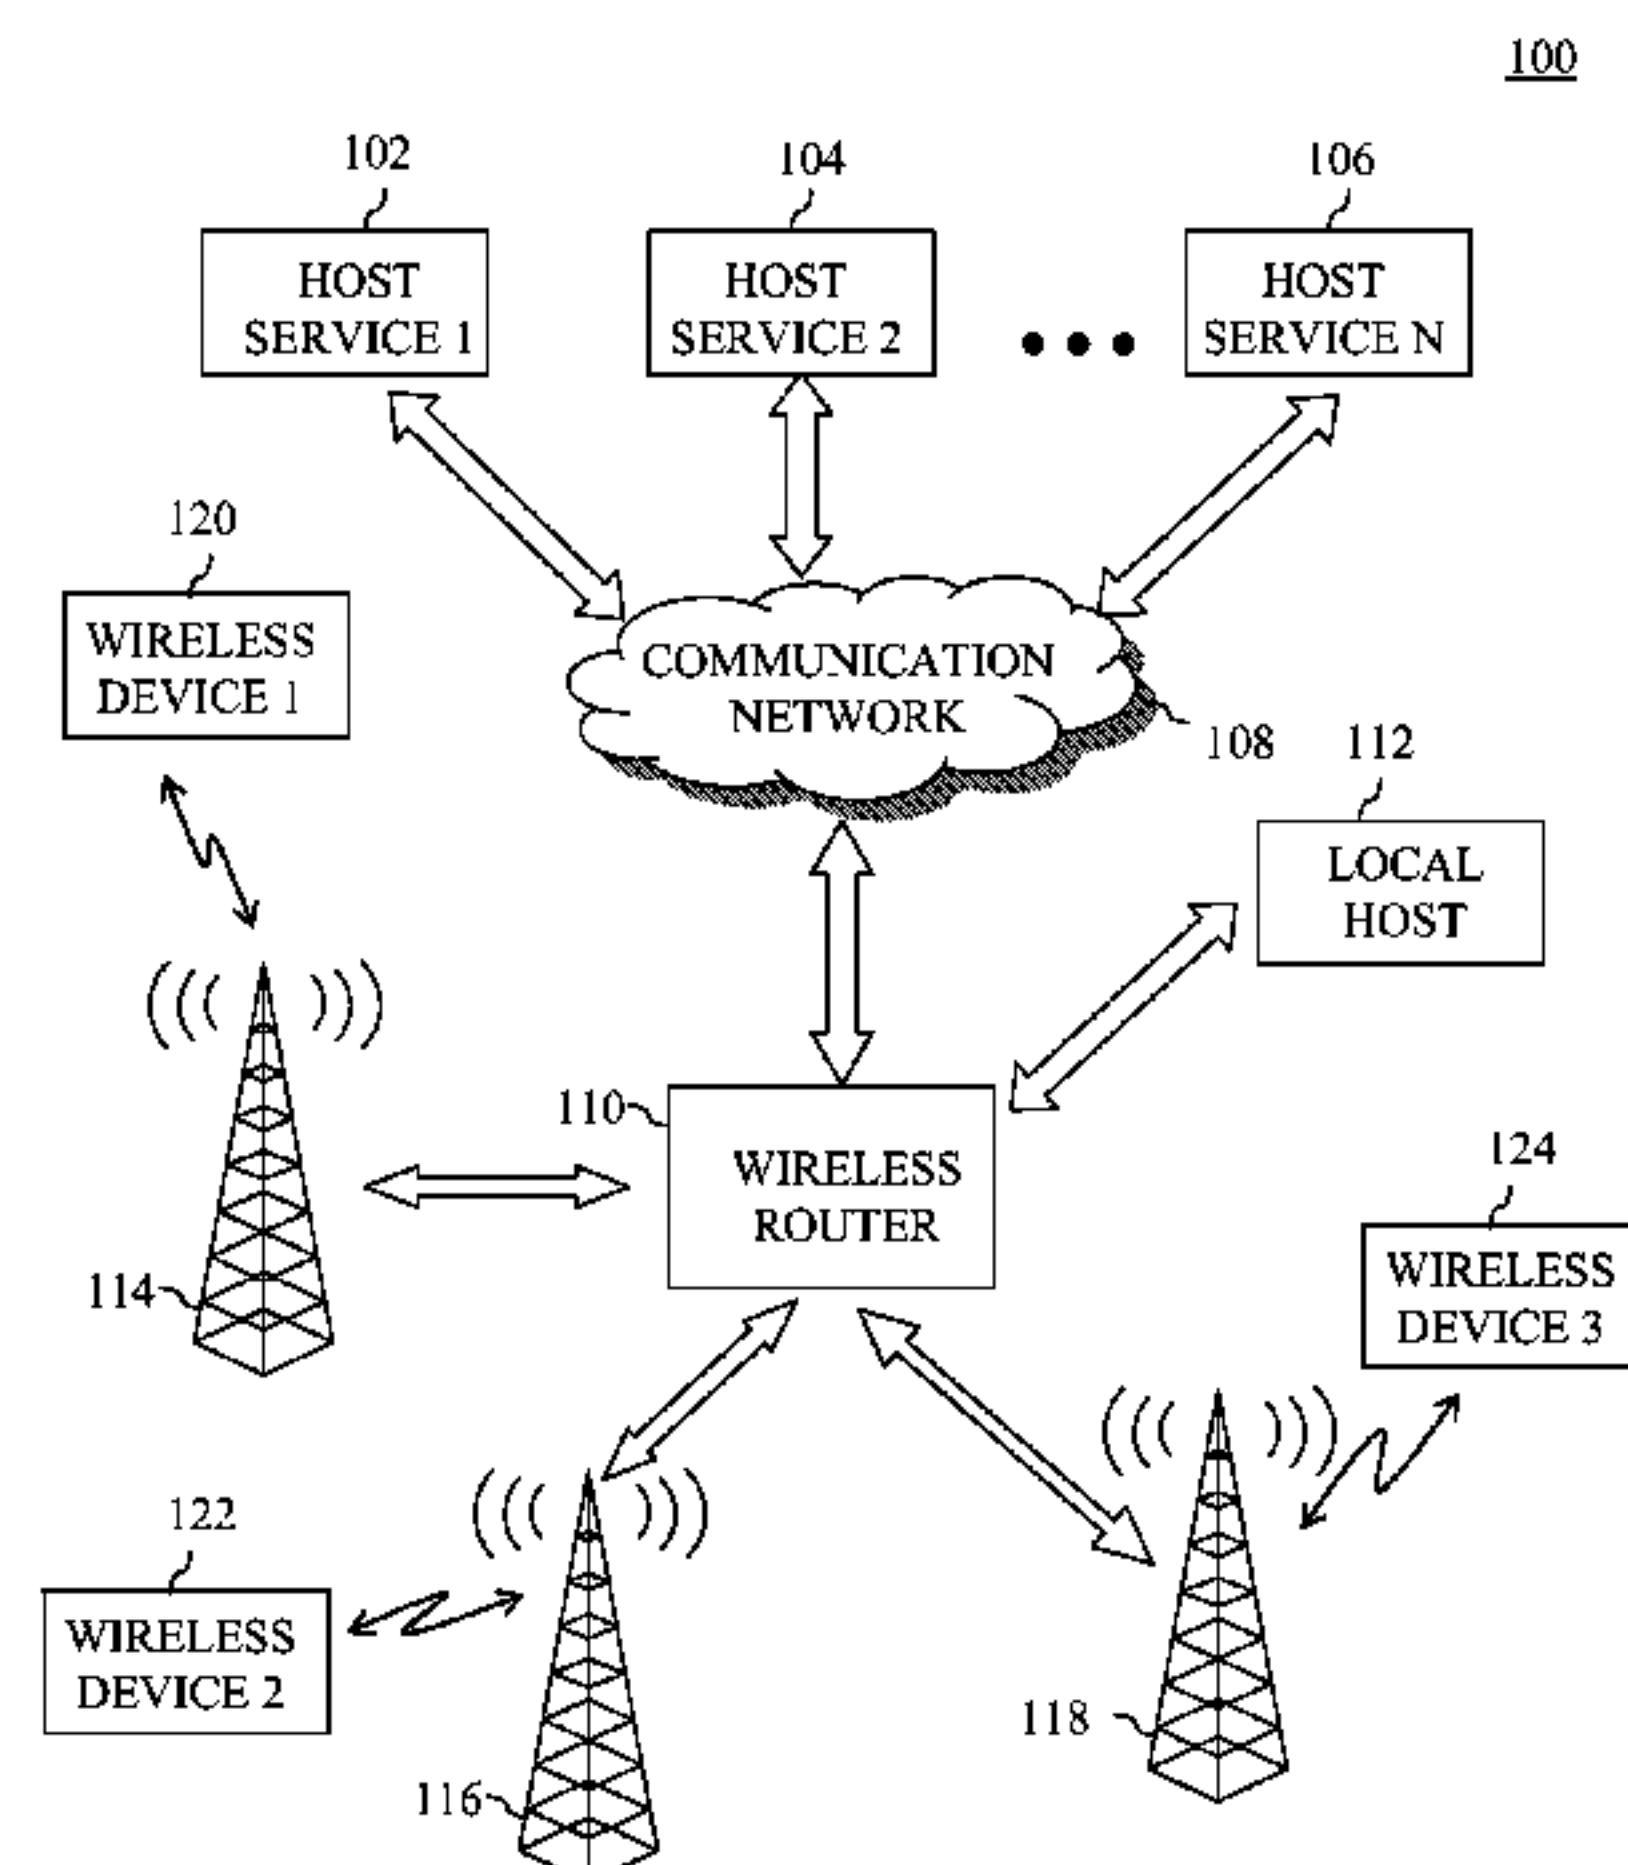 100
102
104
106
HOST
SERVICE 1
HOST
SERVICE 2
HOST
SERVICE N
120
WIRELESS
DEVICE 1
COMMUNICATION
NETWORK
108
112
LOCAL
HOST
110
WIRELESS
ROUTER
114
124
WIRELESS
DEVICE 3
122
WIRELESS
DEVICE 2
118
116